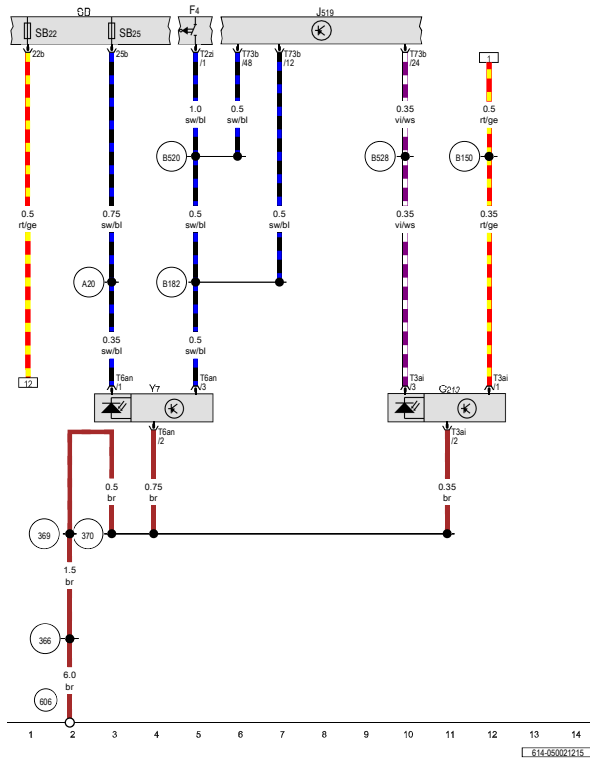 SB F4 J519
SB22 SB25
22b 25b T2zi/1 T73b/48 T73b/12 T73b/24 1
1.0 sw/bl 0.5 sw/bl 0.35 vi/ws 0.5 rt/ge
B520 B528 B150
0.5 rt/ge 0.75 sw/bl 0.5 sw/bl 0.5 sw/bl 0.35 vi/ws 0.35 rt/ge
A20 B182
0.35 sw/bl 0.5 sw/bl
12 T6an/1 Y7 T6an/3 T3ai/3 G212 T3ai/1
T6an/2 T3ai/2
0.5 br 0.75 br 0.35 br
369 370
1.5 br
366
6.0 br
606
1 2 3 4 5 6 7 8 9 10 11 12 13 14
614-050021215